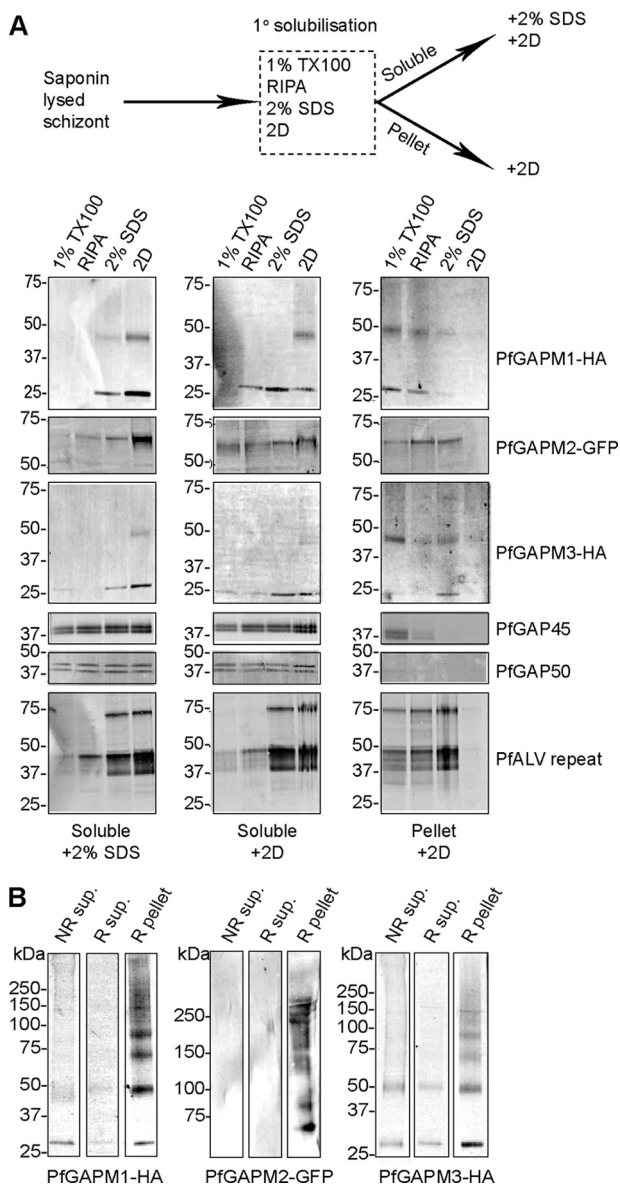 A
1° solubilisation
Saponin
lysed
schizont
1% TX100
RIPA
2% SDS
2D
Soluble
Pellet
+2% SDS
+2D
+2D
1% TX100 RIPA 2% SDS 2D
1% TX100 RIPA 2% SDS 2D
1% TX100 RIPA 2% SDS 2D
75- 75- 75-
50- 50- 50-
37- 37- 37-
25- 25- 25-
PfGAPM1-HA
75- 75- 75-
50- 50- 50-
PfGAPM2-GFP
75- 75- 75-
50- 50- 50-
37- 37- 37-
25- 25- 25-
PfGAPM3-HA
37- 37- 37-
PfGAP45
50- 50- 50-
37- 37- 37-
PfGAP50
75- 75- 75-
50- 50- 50-
37- 37- 37-
25- 25- 25-
PfALV repeat
Soluble
+2% SDS
Soluble
+2D
Pellet
+2D
B
NR sup. R sup. R pellet
NR sup. R sup. R pellet
NR sup. R sup. R pellet
kDa
250-
150-
100-
75-
50-
37-
25-
PfGAPM1-HA
kDa
250-
150-
100-
75-
PfGAPM2-GFP
kDa
250-
150-
100-
75-
50-
37-
25-
PfGAPM3-HA